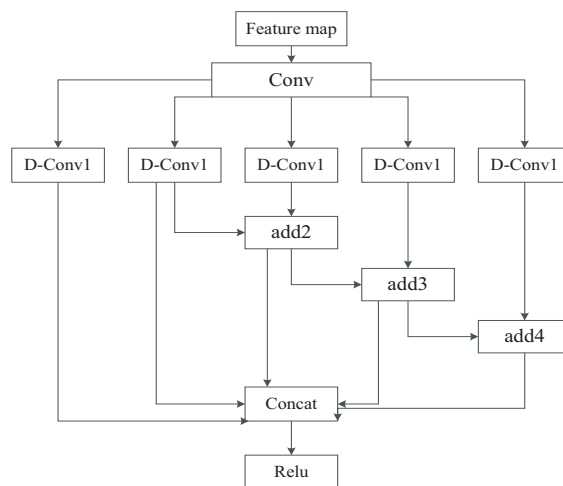 Feature map
Conv
D-Conv1
D-Conv1
D-Conv1
D-Conv1
D-Conv1
add2
add3
add4
Concat
Relu